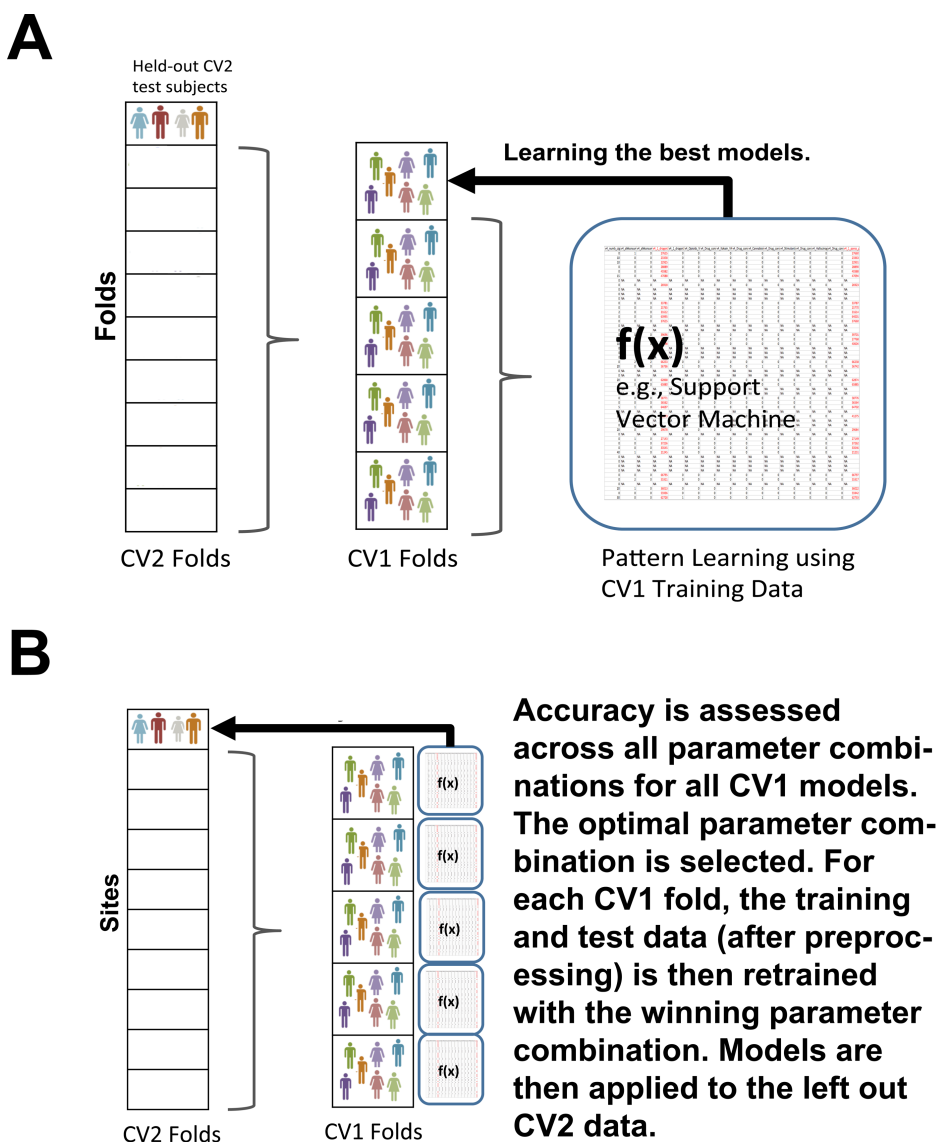 A
Held-out CV2
test subjects
Folds
CV2 Folds
CV1 Folds
Learning the best models.
f(x)
e.g., Support
Vector Machine
Pattern Learning using
CV1 Training Data
B
Sites
CV2 Folds
f(x)
f(x)
f(x)
f(x)
f(x)
CV1 Folds
Accuracy is assessed
across all parameter combi-
nations for all CV1 models.
The optimal parameter com-
bination is selected. For
each CV1 fold, the training
and test data (after preproc-
essing) is then retrained
with the winning parameter
combination. Models are
then applied to the left out
CV2 data.